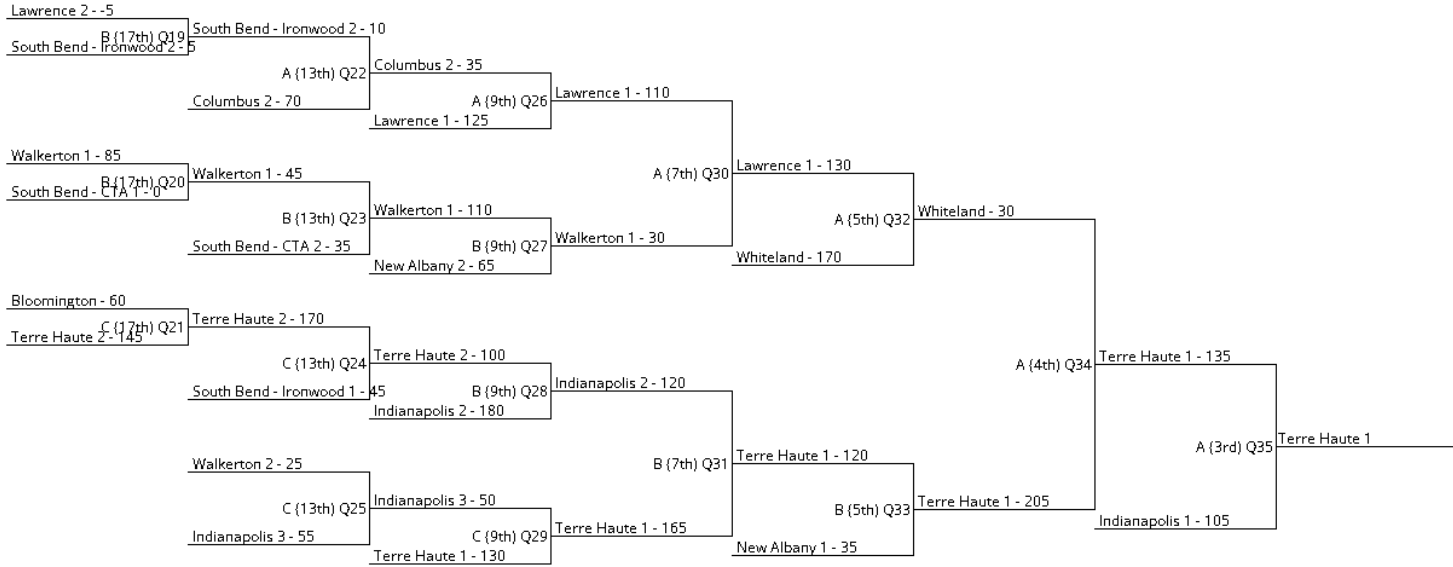 Lawrence 2 - -5
B (17th) Q19
South Bend - Ironwood 2 - 5
South Bend - Ironwood 2 - 10
A (13th) Q22
Columbus 2 - 70
Columbus 2 - 35
A (9th) Q26
Lawrence 1 - 125
Lawrence 1 - 110
Walkerton 1 - 85
B (17th) Q20
South Bend - CTA 1 - 0
Walkerton 1 - 45
B (13th) Q23
South Bend - CTA 2 - 35
Walkerton 1 - 110
B (9th) Q27
New Albany 2 - 65
Walkerton 1 - 30
A (7th) Q30
Lawrence 1 - 130
A (5th) Q32
Whiteland - 170
Whiteland - 30
Bloomington - 60
C (17th) Q21
Terre Haute 2 - 145
Terre Haute 2 - 170
C (13th) Q24
South Bend - Ironwood 1 - 45
Terre Haute 2 - 100
B (9th) Q28
Indianapolis 2 - 180
Indianapolis 2 - 120
Walkerton 2 - 25
C (13th) Q25
Indianapolis 3 - 55
Indianapolis 3 - 50
C (9th) Q29
Terre Haute 1 - 130
Terre Haute 1 - 165
B (7th) Q31
Terre Haute 1 - 120
B (5th) Q33
New Albany 1 - 35
Terre Haute 1 - 205
A (4th) Q34
Terre Haute 1 - 135
A (3rd) Q35
Indianapolis 1 - 105
Terre Haute 1